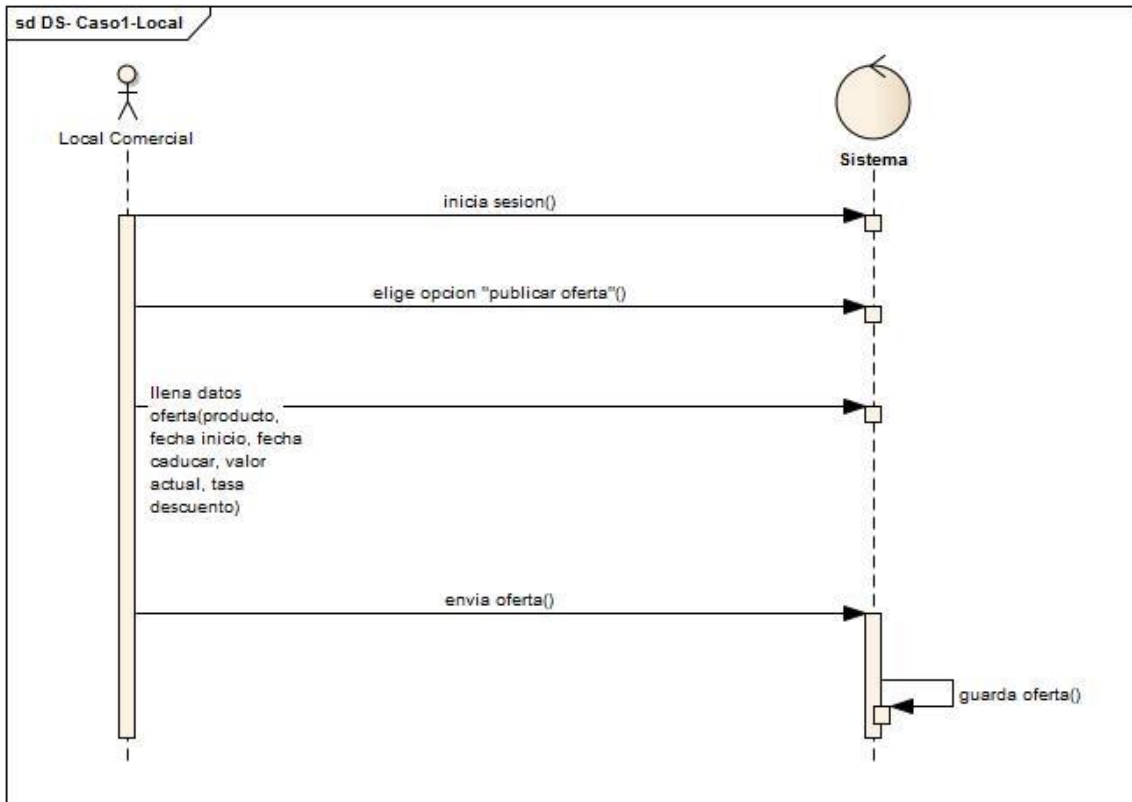 sd DS- Caso1-Local
Local Comercial
Sistema
inicia sesion()
elige opcion "publicar oferta"()
llena datos
oferta(producto,
fecha inicio, fecha
caducar, valor
actual, tasa
descuento)
envia oferta()
guarda oferta()